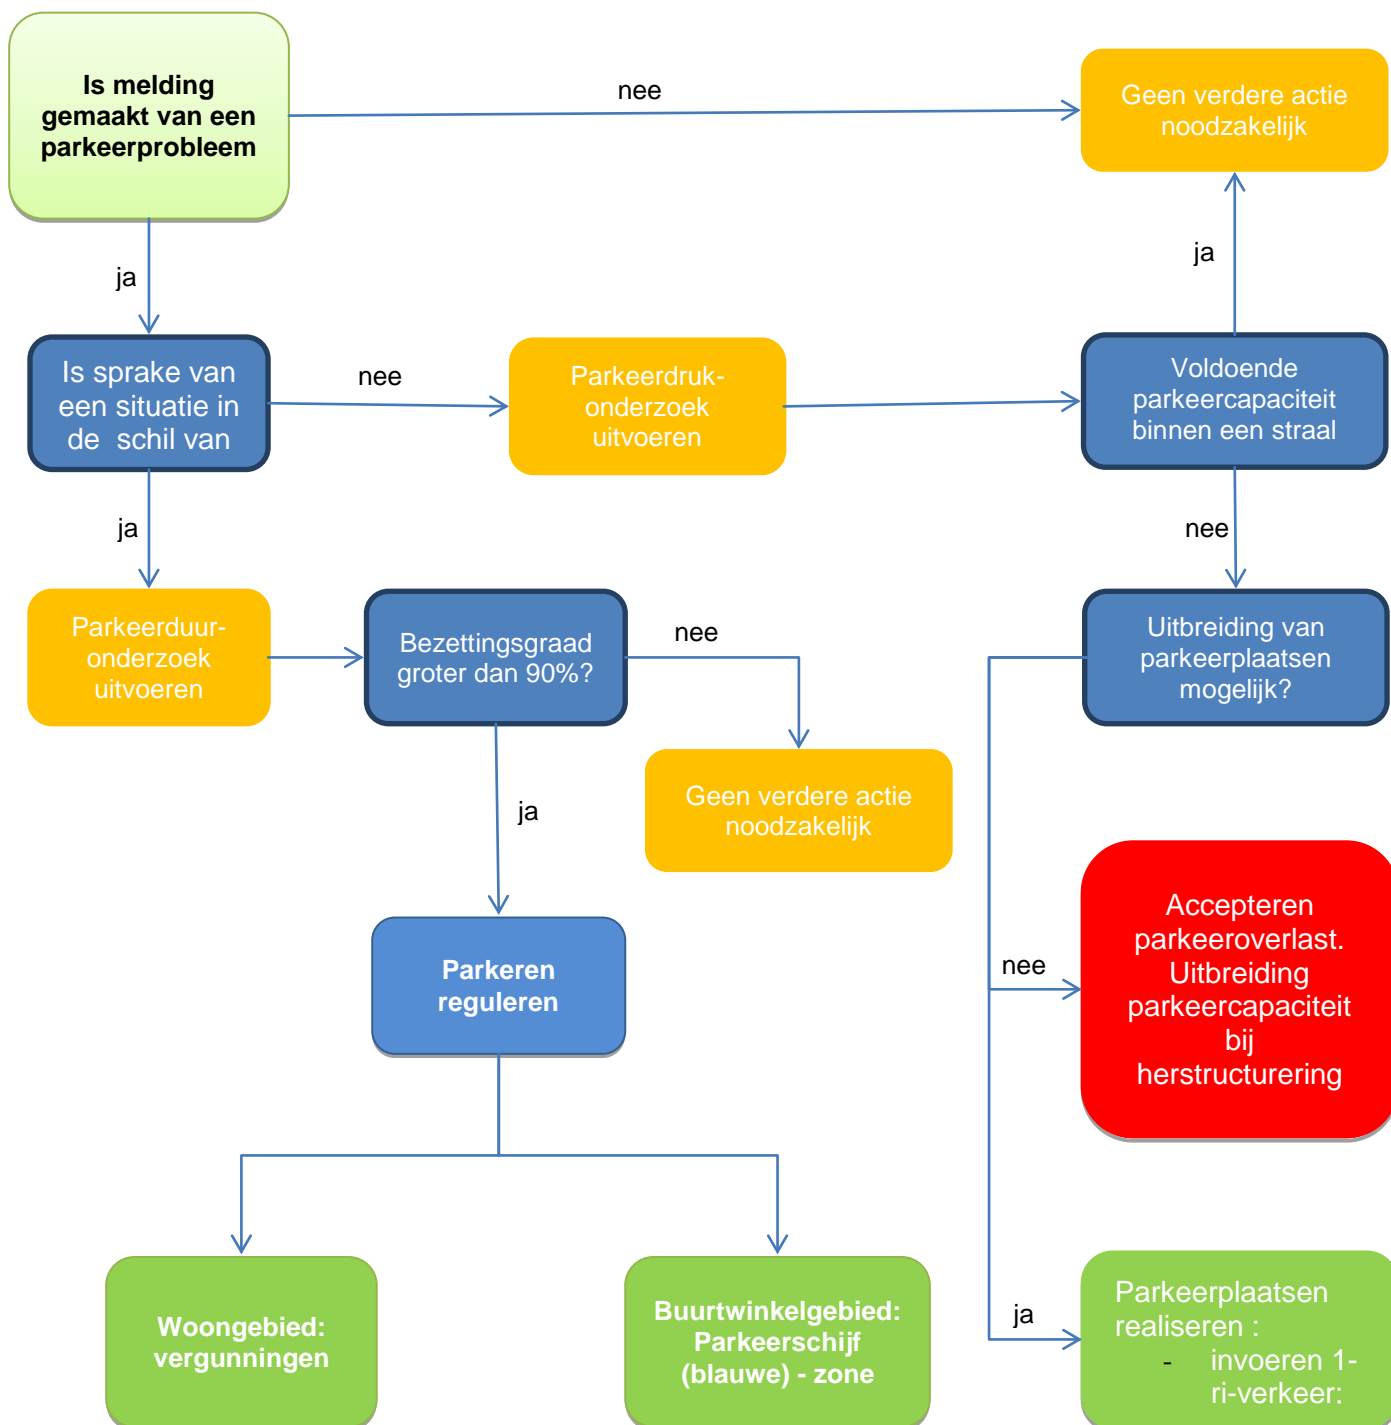 Is melding
gemaakt van een
parkeerprobleem
nee
Geen verdere actie
noodzakelijk
ja
ja
Is sprake van
een situatie in
de schil van
nee
Parkeerdruk-
onderzoek
uitvoeren
Voldoende
parkeercapaciteit
binnen een straal
ja
nee
Parkeerduur-
onderzoek
uitvoeren
Bezettingsgraad
groter dan 90%?
nee
Uitbreiding van
parkeerplaatsen
mogelijk?
Geen verdere actie
noodzakelijk
ja
Parkeren
reguleren
nee
Accepteren
parkeeroverlast.
Uitbreiding
parkeercapaciteit
bij
herstructurering
Woongebied:
vergunningen
Buurtwinkelgebied:
Parkeerschijf
(blauwe) - zone
ja
Parkeerplaatsen
realiseren :
- invoeren 1-
ri-verkeer;